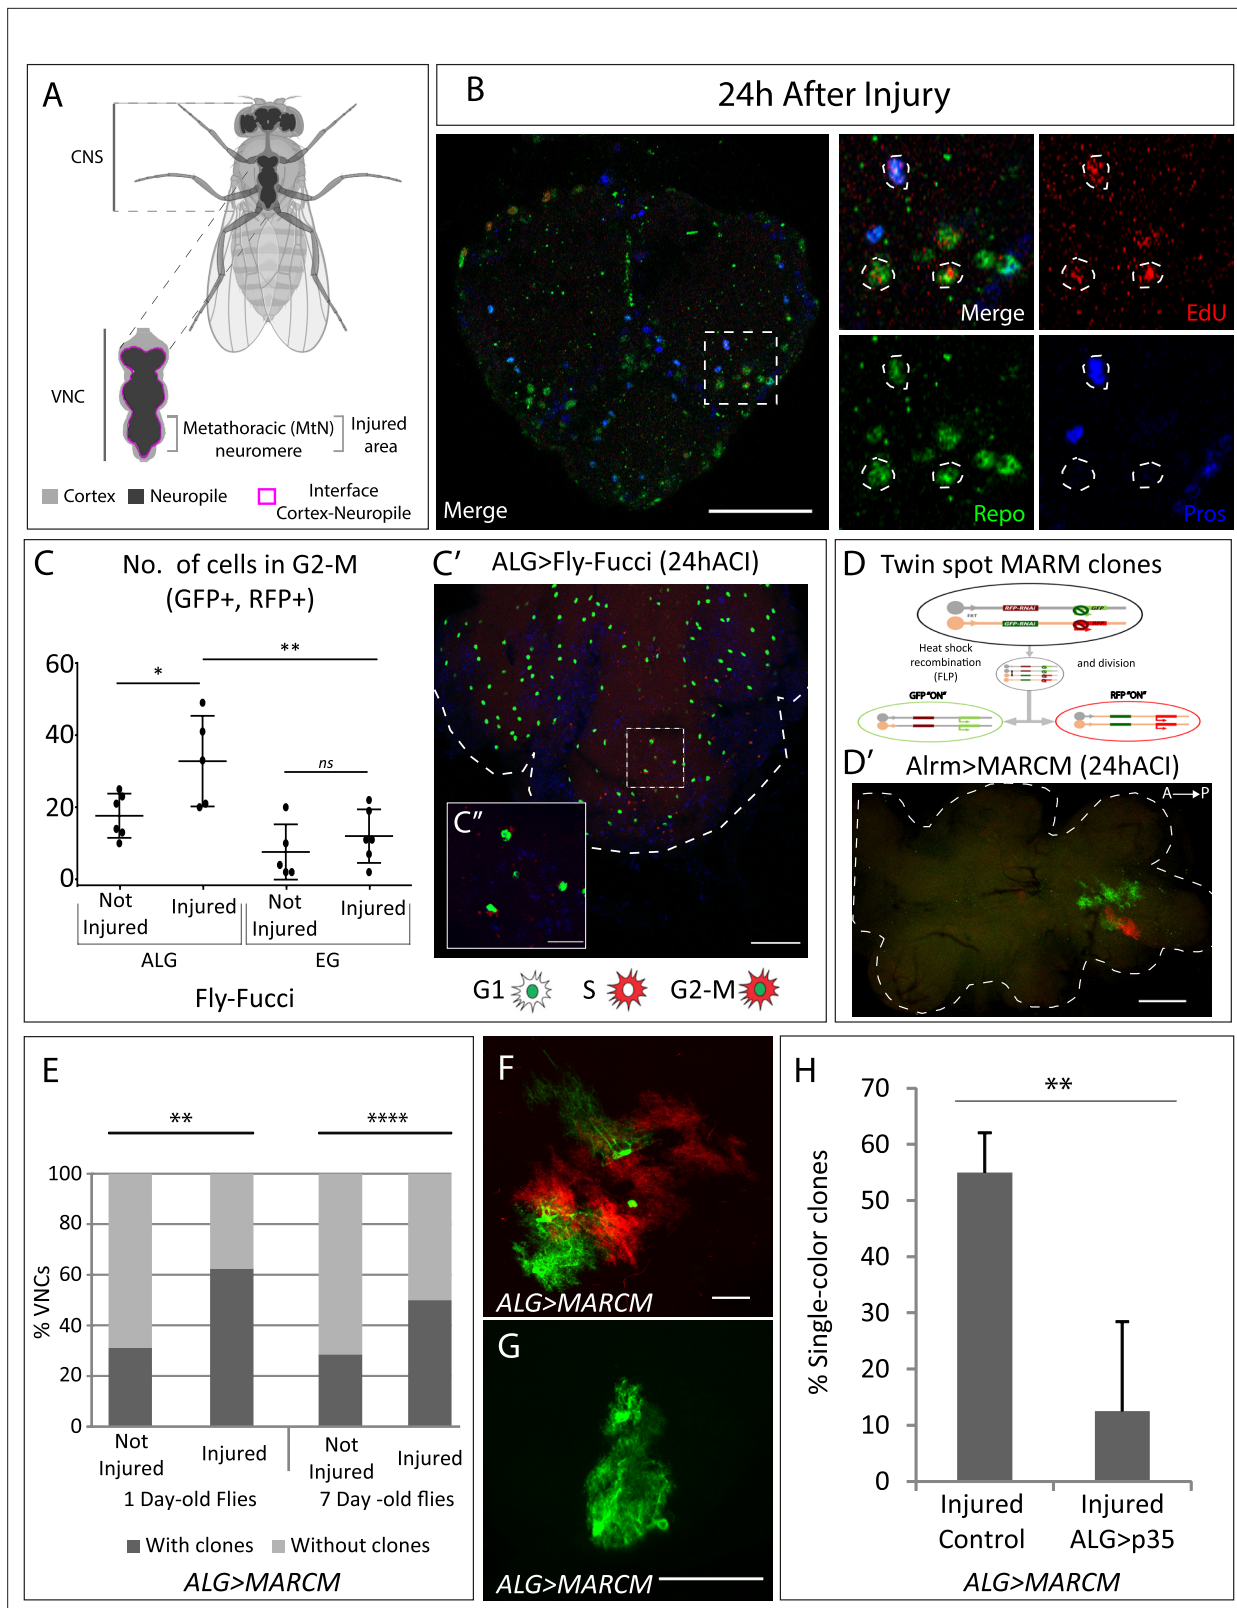 A
CNS
VNC
Metathoracic (MtN)
neuromere
Injured
area
Cortex
Neuropile
Interface
Cortex-Neuropile
B
24h After Injury
Merge
Merge
EdU
Repo
Pros
C
No. of cells in G2-M
(GFP+, RFP+)
60
40
20
0
*
**
ns
Not
Injured
Injured
Not
Injured
Injured
ALG
EG
Fly-Fucci
C'
ALG>Fly-Fucci (24hACI)
C''
G1
S
G2-M
D
Twin spot MARM clones
RFP-RNAi
GFP
FRT
GFP-RNAi
Heat shock
recombination
(FLP)
and division
GFP "ON"
RFP "ON"
D'
Alrm>MARCM (24hACI)
A
P
E
**
****
100
80
60
40
20
0
% VNCs
Not
Injured
Injured
Not
Injured
Injured
1 Day-old Flies
7 Day -old flies
With clones
Without clones
ALG>MARCM
F
ALG>MARCM
G
ALG>MARCM
H
**
70
60
50
40
30
20
10
0
% Single-color clones
Injured
Control
Injured
ALG>p35
ALG>MARCM